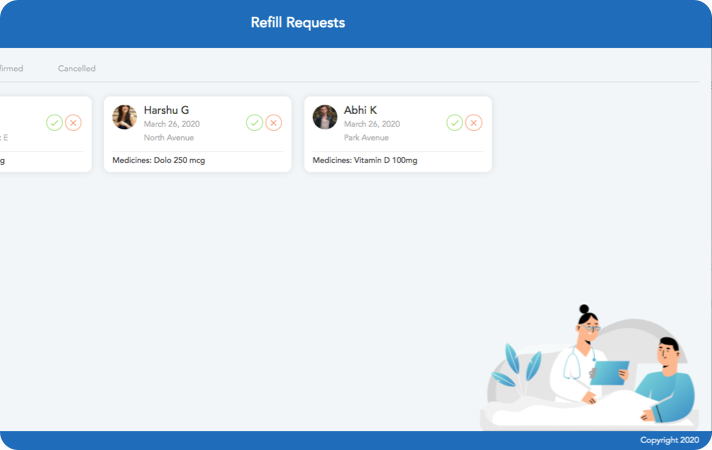 Refill Requests
firmed Cancelled
Harshu G
March 26, 2020
North Avenue
Medicines: Dolo 250 mcg
Abhi K
March 26, 2020
Park Avenue
Medicines: Vitamin D 100mg
Copyright 2020